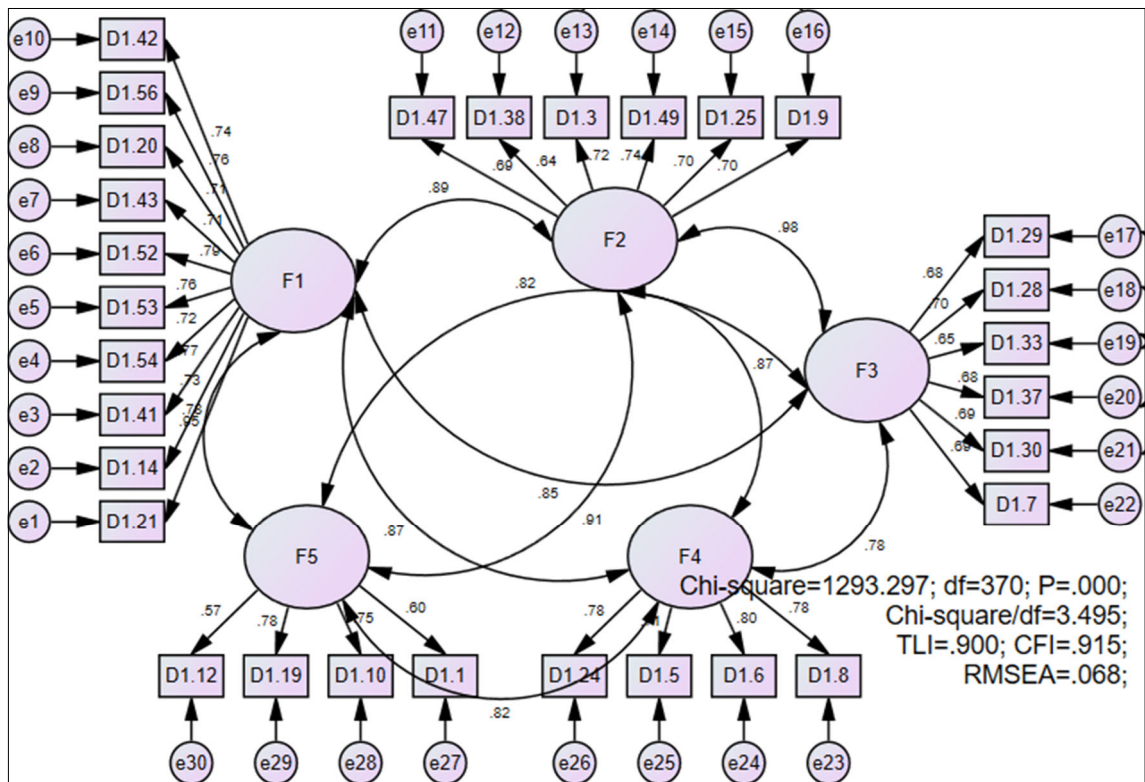 e10 D1.42
e9 D1.56
e8 D1.20
e7 D1.43
e6 D1.52
e5 D1.53
e4 D1.54
e3 D1.41
e2 D1.14
e1 D1.21
.74
.76
.71
.71
.79
.76
.72
.77
.73
.95
F1
e11 e12 e13 e14 e15 e16
D1.47 D1.38 D1.3 D1.49 D1.25 D1.9
.69 .64 .72 .74 .70 .70
F2
.89
.98
.82
.87
D1.29 e17
D1.28 e18
D1.33 e19
D1.37 e20
D1.30 e21
D1.7 e22
.68
.70
.65
.68
.69
.69
F3
.85
.91
.87
.78
F5
F4
Chi-square=1293.297; df=370; P=.000;
Chi-square/df=3.495;
TLI=.900; CFI=.915;
RMSEA=.068;
.57 .78 .75 .60
.78 .80 .78
D1.12 D1.19 D1.10 D1.1 D1.24 D1.5 D1.6 D1.8
.82
e30 e29 e28 e27 e26 e25 e24 e23